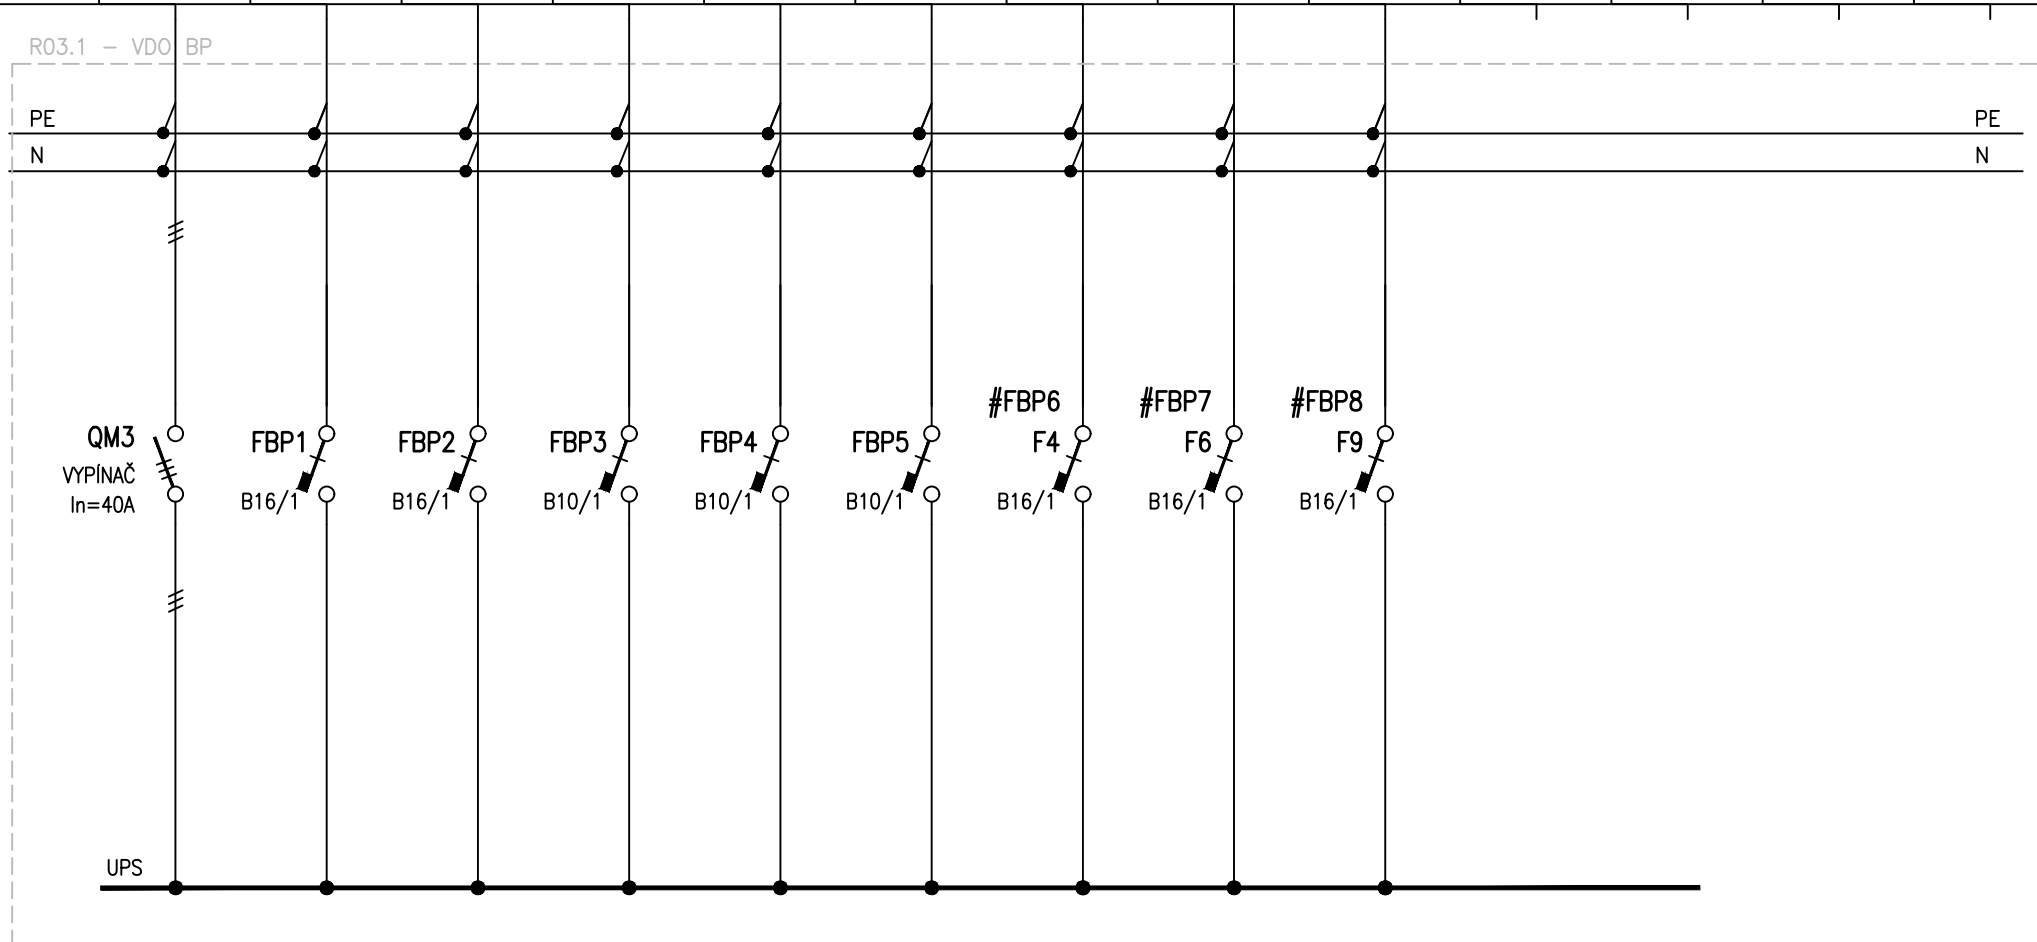 R03.1 - VDO BP
PE
PE
N
N
#FBP6
#FBP7
#FBP8
QM3
FBP1
FBP2
FBP3
FBP4
FBP5
F4
F6
F9
VYPÍNAČ
In=40A
B16/1
B16/1
B10/1
B10/1
B10/1
B16/1
B16/1
B16/1
UPS